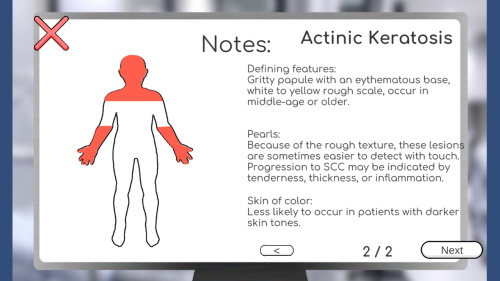 Notes:
Actinic Keratosis
Defining features:
Gritty papule with an eythematous base,
white to yellow rough scale, occur in
middle-age or older.
Pearls:
Because of the rough texture, these lesions
are sometimes easier to detect with touch.
Progression to SCC may be indicated by
tenderness, thickness, or inflammation.
Skin of color:
Less likely to occur in patients with darker
skin tones.
<
2 / 2
Next